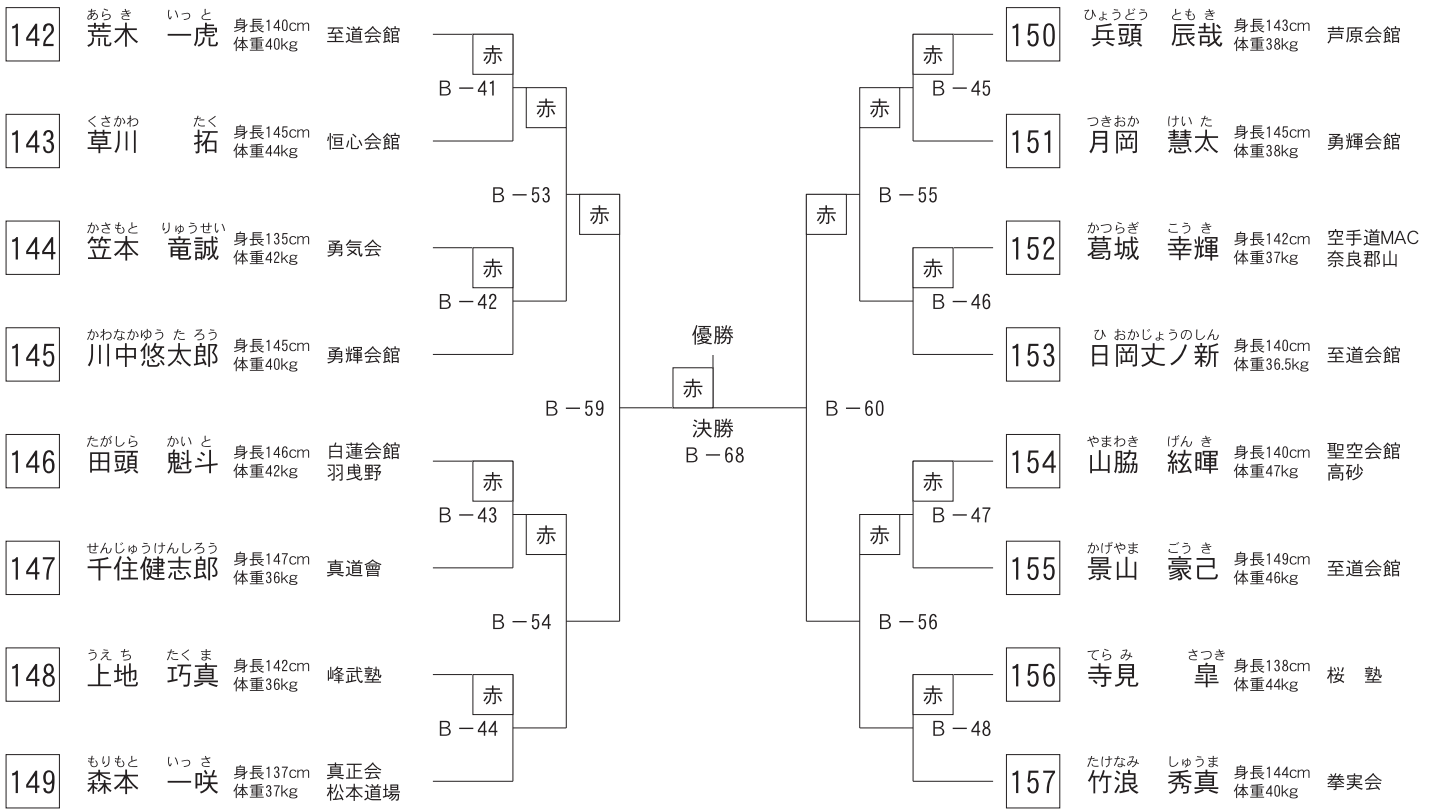 142
あらき いっと
荒木 一虎
身長140cm
体重40kg
至道会館
143
くさかわ たく
草川 拓
身長145cm
体重44kg
恒心会館
144
かさもと りゅうせい
笠本 竜誠
身長135cm
体重42kg
勇気会
145
かわなかゆうたろう
川中悠太郎
身長145cm
体重40kg
勇輝会館
146
たがしら かいと
田頭 魁斗
身長146cm
体重42kg
白蓮会館
羽曳野
147
せんじゅうけんしろう
千住健志郎
身長147cm
体重36kg
真道會
148
うえち たくま
上地 巧真
身長142cm
体重36kg
峰武塾
149
もりもと いっさ
森本 一咲
身長137cm
体重37kg
真正会
松本道場
赤
B－41
赤
B－53
赤
赤
B－42
B－59
赤
B－43
赤
B－54
赤
B－44
優勝
赤
決勝
B－68
赤
B－45
赤
B－55
赤
赤
B－46
B－60
赤
B－47
赤
B－56
赤
B－48
150
ひょうどう ともき
兵頭 辰哉
身長143cm
体重38kg
芦原会館
151
つきおか けいた
月岡 慧太
身長145cm
体重38kg
勇輝会館
152
かつらぎ こうき
葛城 幸輝
身長142cm
体重37kg
空手道MAC
奈良郡山
153
ひおかじょうのしん
日岡丈ノ新
身長140cm
体重36.5kg
至道会館
154
やまわき げんき
山脇 絃暉
身長140cm
体重47kg
聖空会館
高砂
155
かげやま ごうき
景山 豪己
身長149cm
体重46kg
至道会館
156
てらみ さつき
寺見 皐
身長138cm
体重44kg
桜 塾
157
たけなみ しゅうま
竹浪 秀真
身長144cm
体重40kg
拳実会